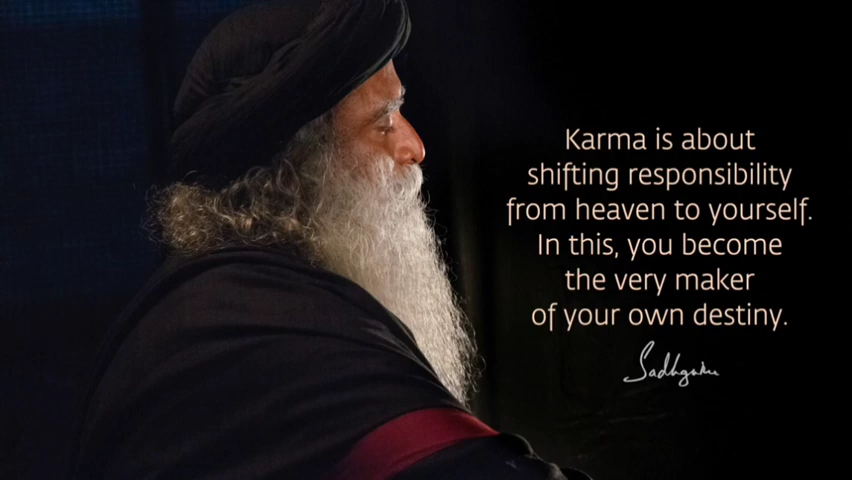 Karma is about
shifting responsibility
from heaven to yourself.
In this, you become
the very maker
of your own destiny.
Sadhguru